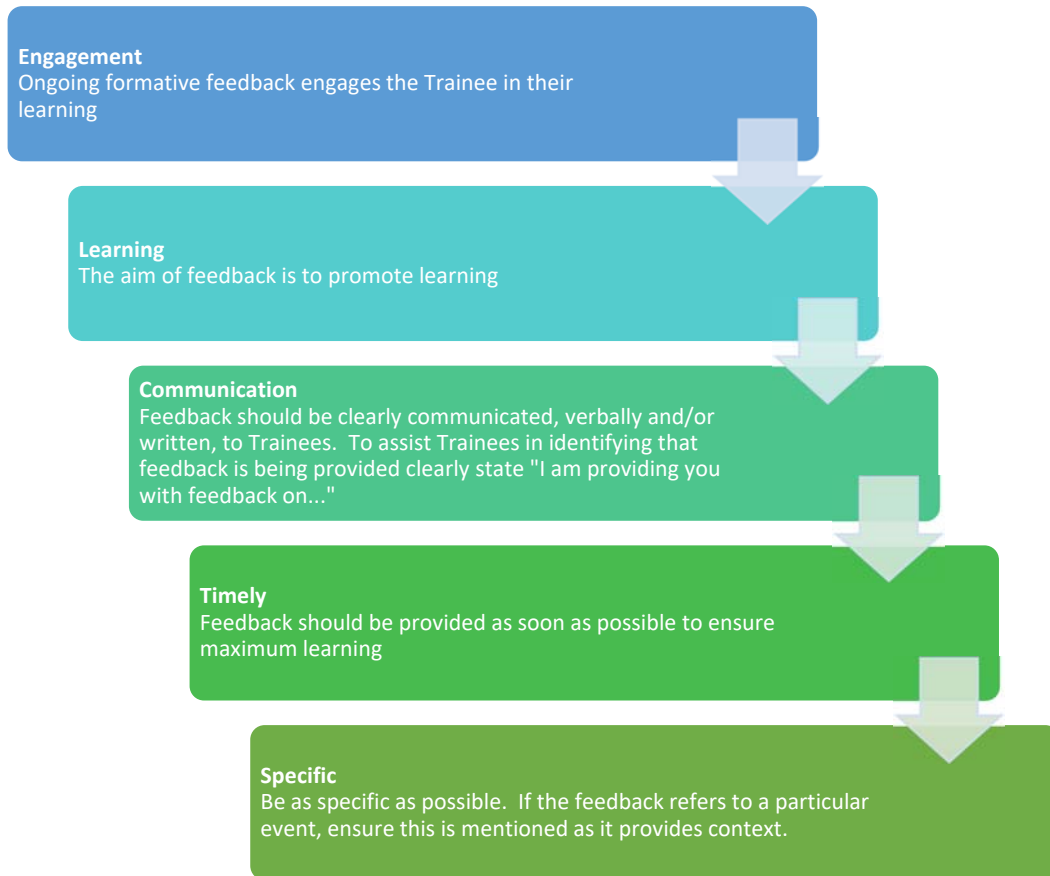 Engagement
Ongoing formative feedback engages the Trainee in their
learning
Learning
The aim of feedback is to promote learning
Communication
Feedback should be clearly communicated, verbally and/or
written, to Trainees.  To assist Trainees in identifying that
feedback is being provided clearly state "I am providing you
with feedback on..."
Timely
Feedback should be provided as soon as possible to ensure
maximum learning
Specific
Be as specific as possible.  If the feedback refers to a particular
event, ensure this is mentioned as it provides context.